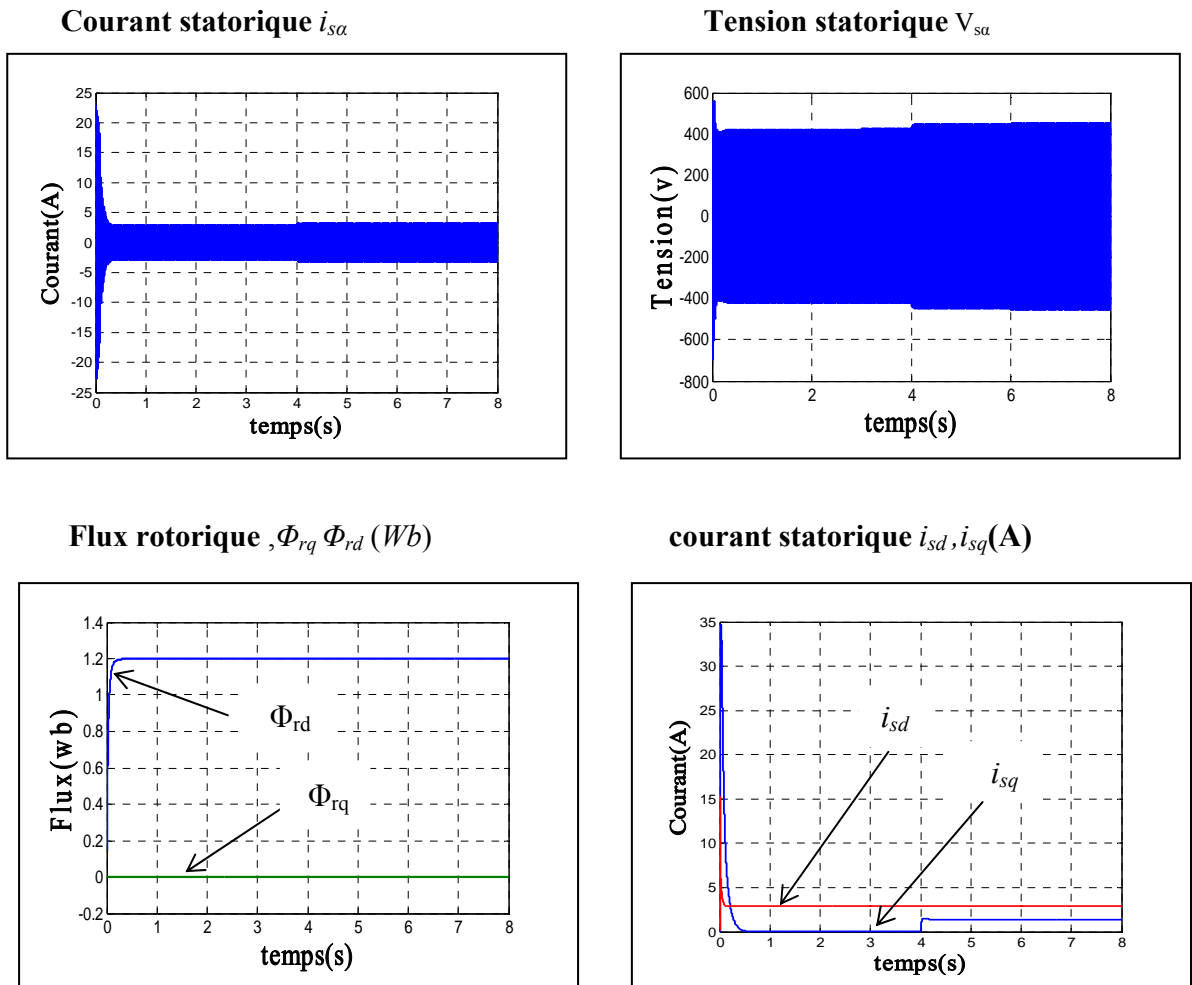 Courant statorique isα
Tension statorique Vsα
25
20
15
10
5
0
-5
-10
-15
-20
-25
Courant(A)
0 1 2 3 4 5 6 7 8
temps(s)
600
400
200
0
-200
-400
-600
-800
Tension(v)
0 2 4 6 8
temps(s)
Flux rotorique ,Φrq Φrd (Wb)
courant statorique isd ,isq(A)
1.4
1.2
1
0.8
0.6
0.4
0.2
0
-0.2
Flux(wb)
Φrd
Φrq
0 1 2 3 4 5 6 7 8
temps(s)
35
30
25
20
15
10
5
0
Courant(A)
isd
isq
0 1 2 3 4 5 6 7 8
temps(s)